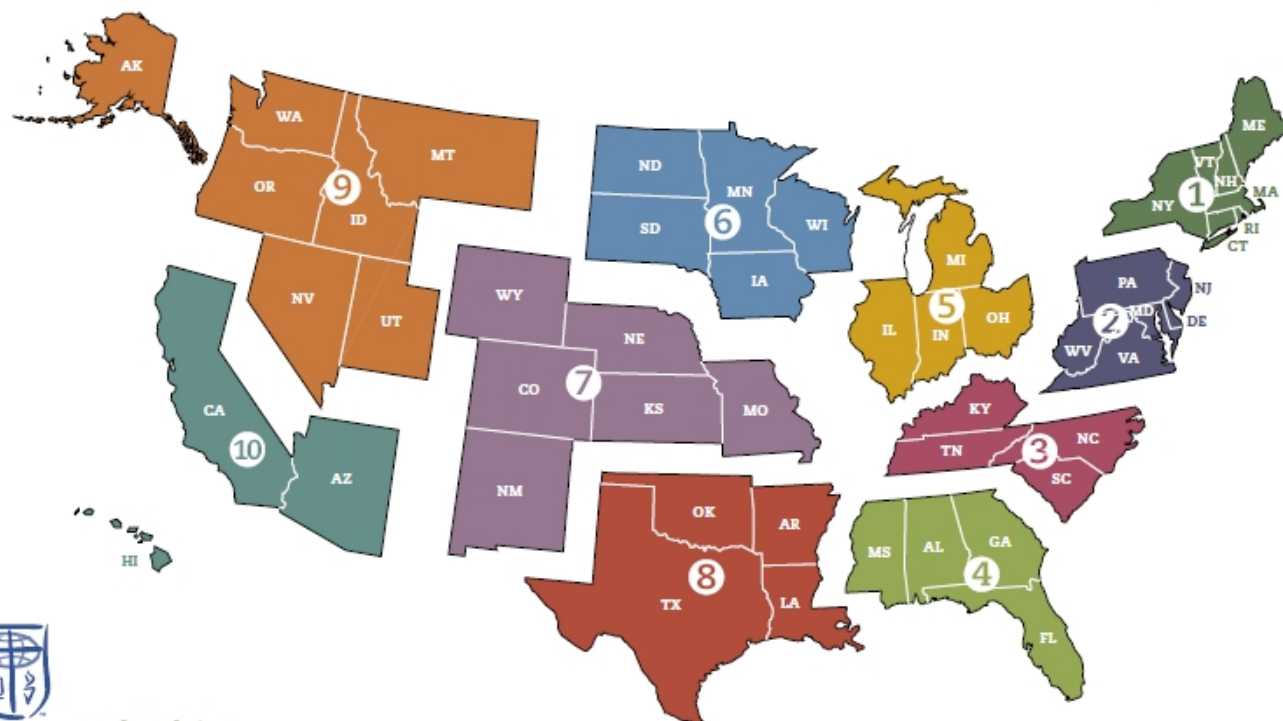 AK
WA
MT
OR
9
ID
NV
UT
ND
MN
SD
6
WI
IA
MI
5
IL
IN
OH
ME
VT
NH
1
NY
MA
RI
CT
PA
NJ
2
MD
DE
WV
VA
WY
NE
CO
7
KS
MO
NM
CA
10
AZ
HI
KY
TN
3
NC
SC
OK
AR
8
TX
LA
MS
AL
GA
4
FL